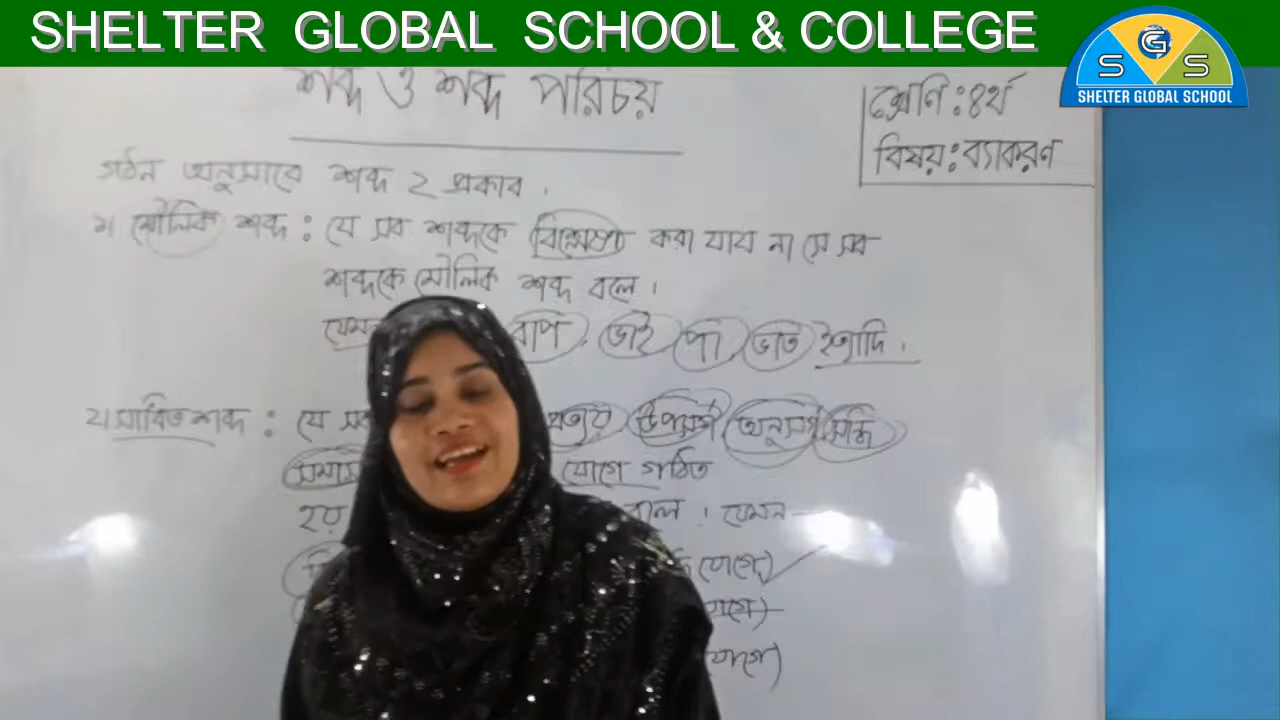 SHELTER GLOBAL SCHOOL & COLLEGE
SGS
SHELTER GLOBAL SCHOOL
শব্দ ও শব্দ পরিচয়
শ্রেণি: ৪র্থ
বিষয়: ব্যাকরণ
গঠন অনুসারে শব্দ ২ প্রকার।
১। মৌলিক শব্দ : যে সব শব্দকে বিশ্লেষণ করা যায় না সে সব
শব্দকে মৌলিক শব্দ বলে।
ভাই, পা, ভাত ইত্যাদি।
২। সাধিত শব্দ : যে সব প্রত্যয় উপসর্গ অনুসর্গ সন্ধি
যোগে গঠিত
হয় বলে। যেমন
যোগে)
যোগে)
যোগে)